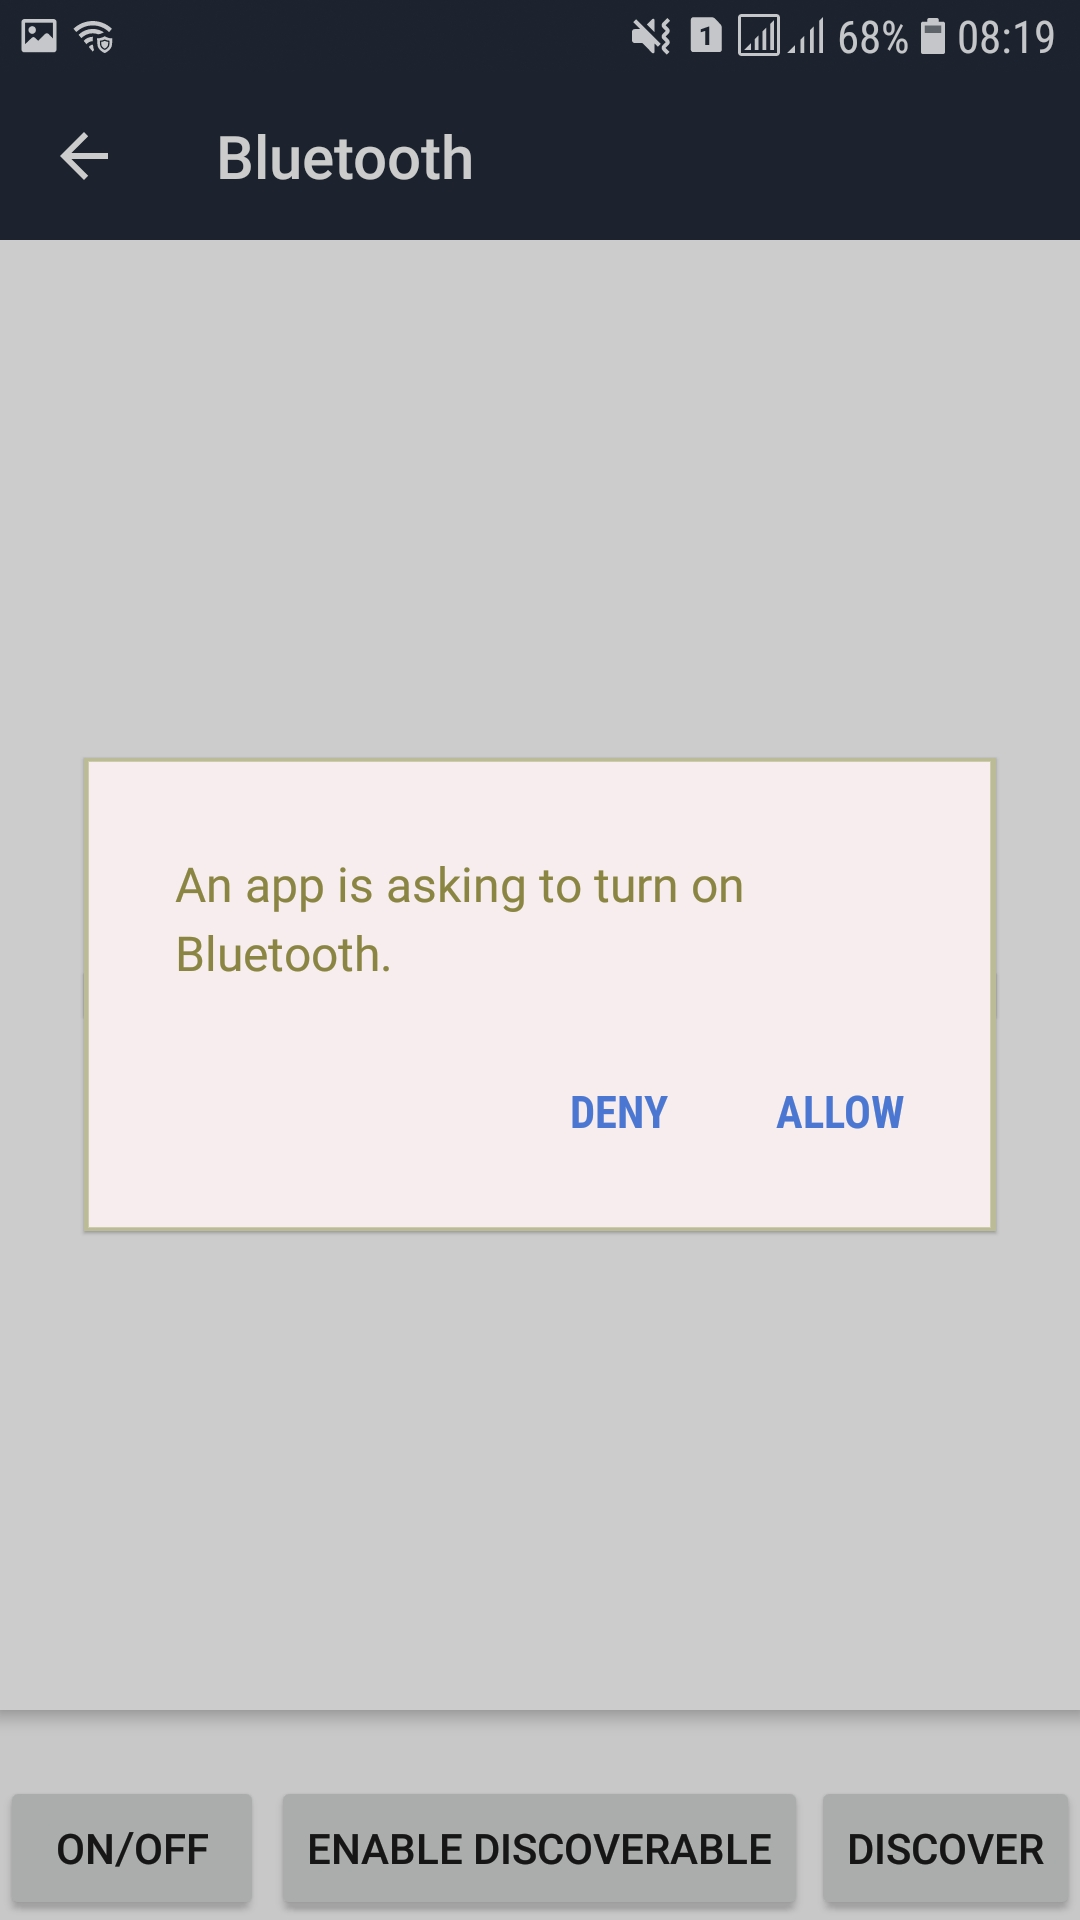 1 68% 08:19
Bluetooth
An app is asking to turn on
Bluetooth.
DENY ALLOW
ON/OFF ENABLE DISCOVERABLE DISCOVER